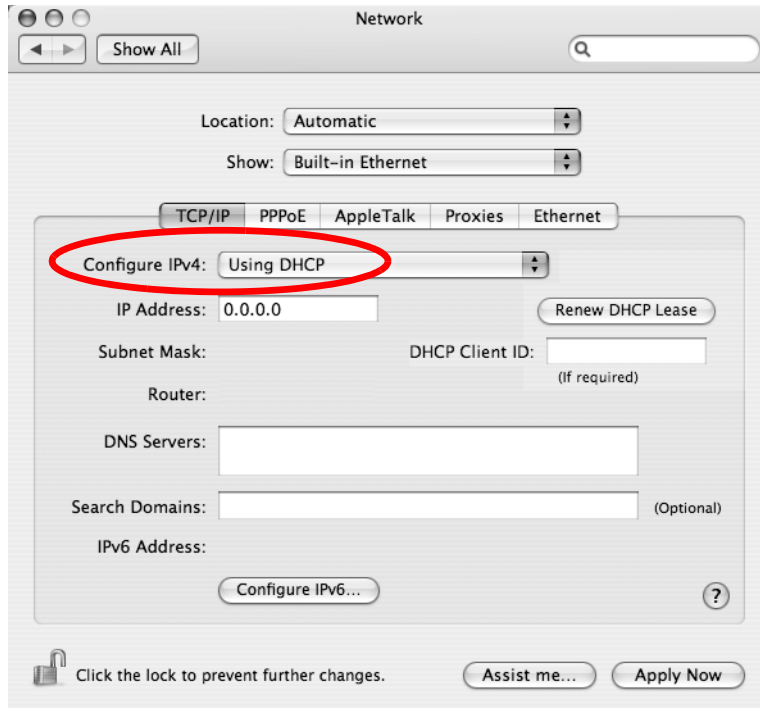 Network
Show All
Location: Automatic
Show: Built-in Ethernet
TCP/IP PPPoE AppleTalk Proxies Ethernet
Configure IPv4: Using DHCP
IP Address: 0.0.0.0 Renew DHCP Lease
Subnet Mask: DHCP Client ID:
(If required)
Router:
DNS Servers:
Search Domains: (Optional)
IPv6 Address:
Configure IPv6...
?
Click the lock to prevent further changes. Assist me... Apply Now